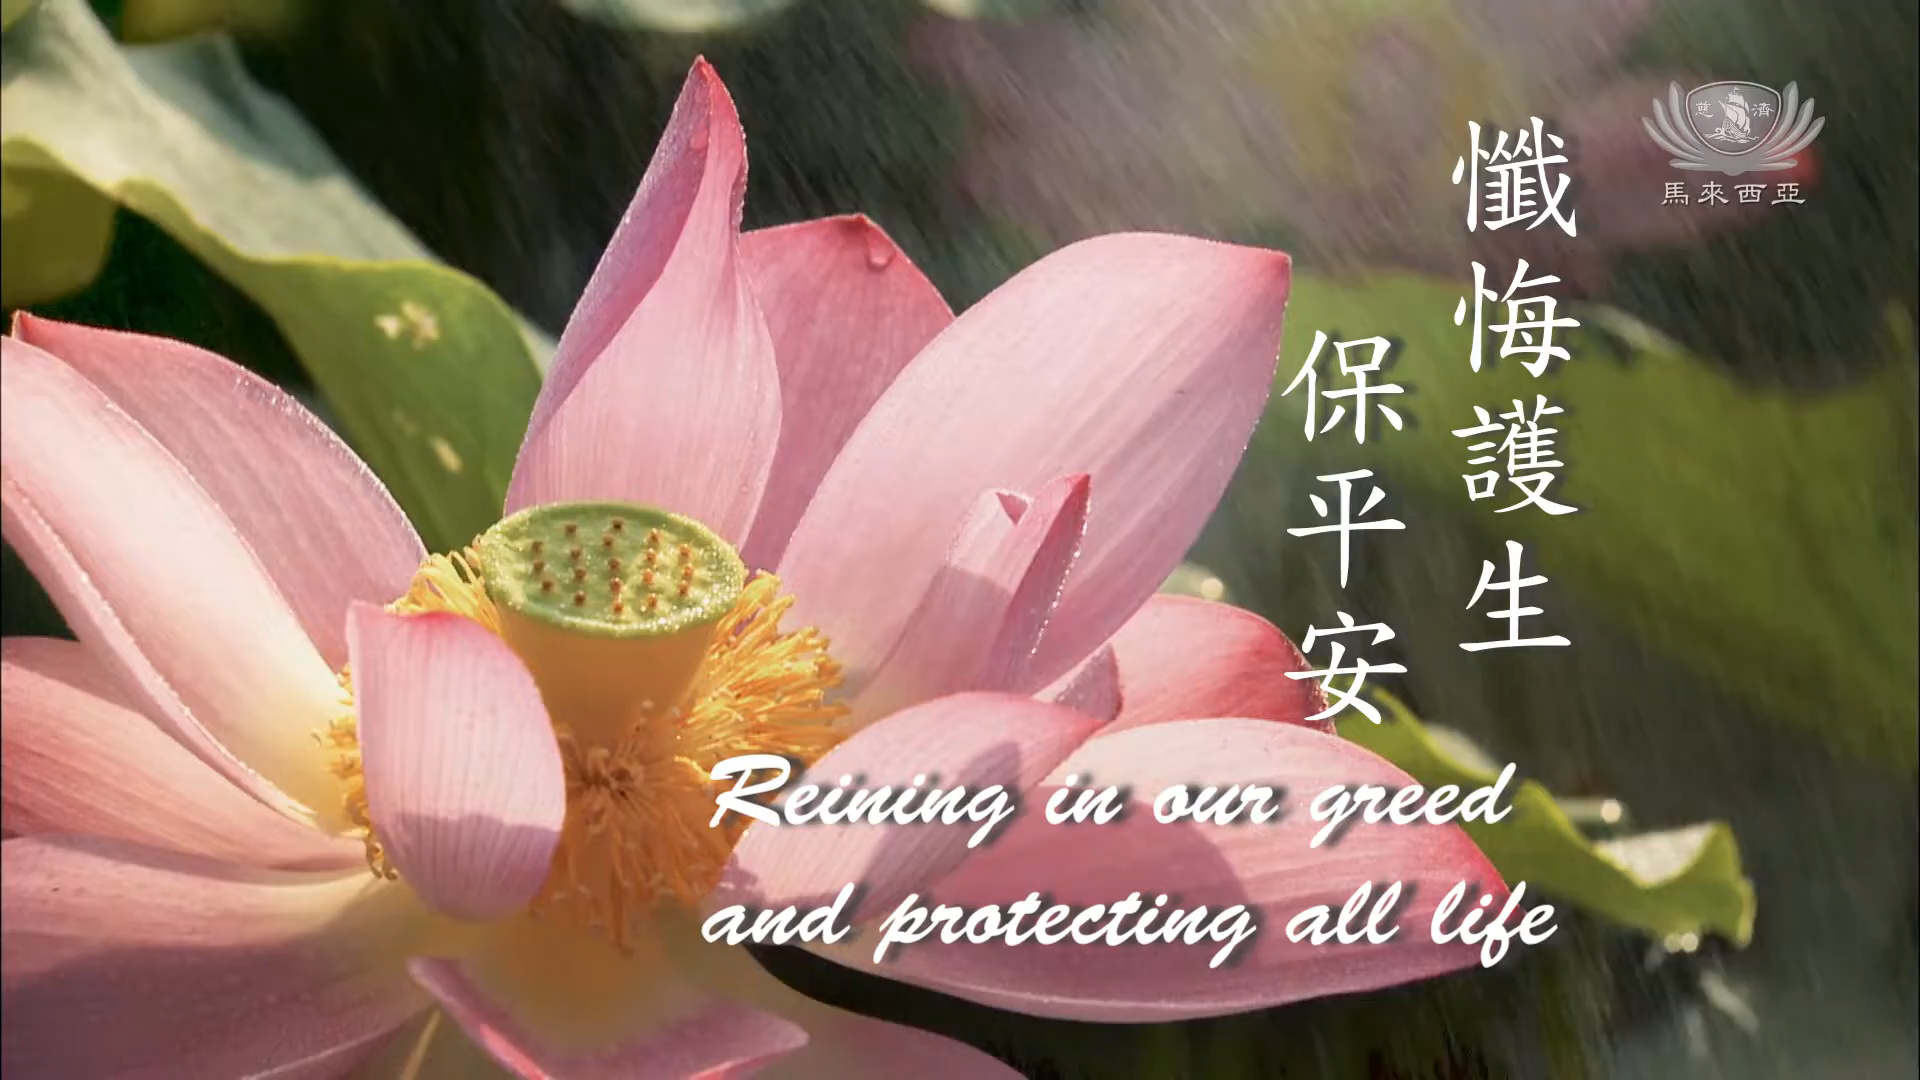 慈濟
馬來西亞
懺悔護生
保平安
Reining in our greed
and protecting all life